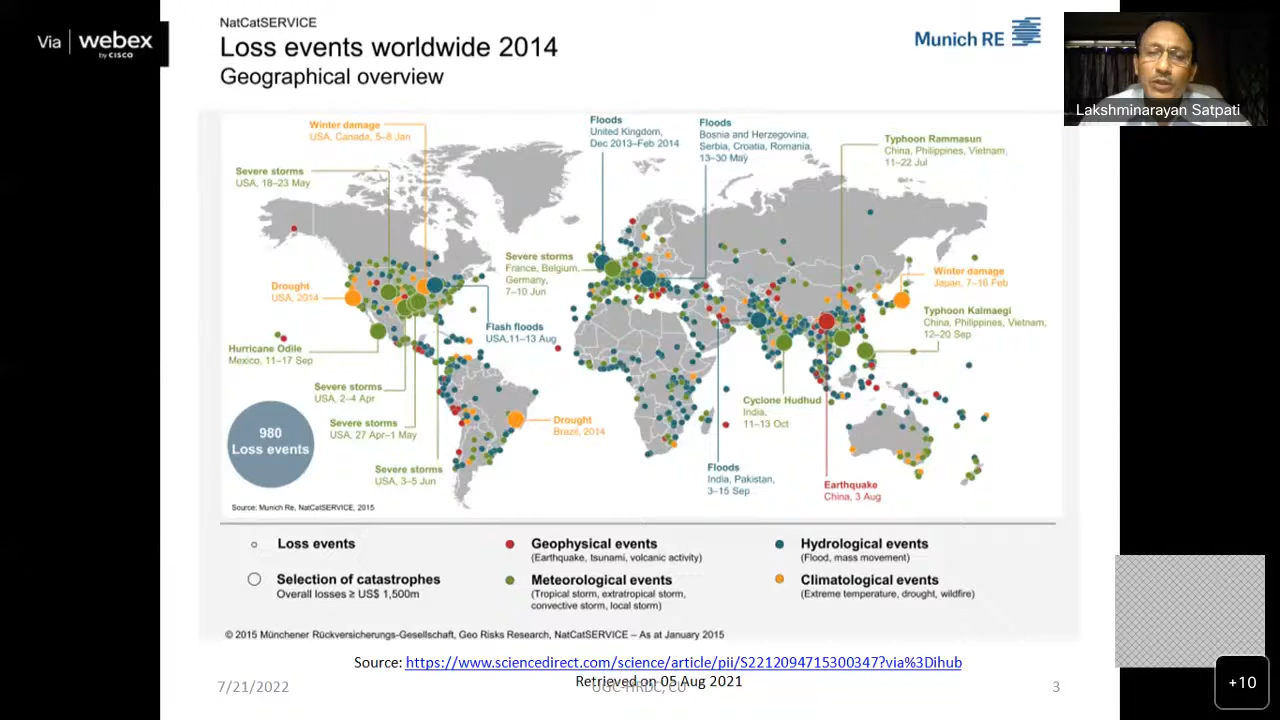 Via | webex
by CISCO
NatCatSERVICE
Loss events worldwide 2014
Geographical overview
Munich RE
Lakshminarayan Satpati
Winter damage
USA, Canada, 5–8 Jan
Floods
United Kingdom,
Dec 2013–Feb 2014
Floods
Bosnia and Herzegovina,
Serbia, Croatia, Romania,
13–30 May
Typhoon Rammasun
China, Philippines, Vietnam,
11–22 Jul
Severe storms
USA, 18–23 May
Severe storms
France, Belgium,
Germany,
7–10 Jun
Winter damage
Japan, 7–16 Feb
Drought
USA, 2014
Typhoon Kalmaegi
China, Philippines, Vietnam,
12–20 Sep
Flash floods
USA,11–13 Aug
Hurricane Odile
Mexico, 11–17 Sep
Severe storms
USA, 2–4 Apr
Cyclone Hudhud
India,
11–13 Oct
Severe storms
USA, 27 Apr–1 May
Drought
Brazil, 2014
980
Loss events
Severe storms
USA, 3–5 Jun
Floods
India, Pakistan,
3–15 Sep
Earthquake
China, 3 Aug
Source: Munich Re, NatCatSERVICE, 2015
Loss events
Geophysical events
(Earthquake, tsunami, volcanic activity)
Hydrological events
(Flood, mass movement)
Selection of catastrophes
Overall losses ≥ US$ 1,500m
Meteorological events
(Tropical storm, extratropical storm,
convective storm, local storm)
Climatological events
(Extreme temperature, drought, wildfire)
© 2015 Münchener Rückversicherungs-Gesellschaft, Geo Risks Research, NatCatSERVICE – As at January 2015
Source: https://www.sciencedirect.com/science/article/pii/S2212094715300347?via%3Dihub
Retrieved on 05 Aug 2021
7/21/2022
UGC-HRDC, CU
3
+10